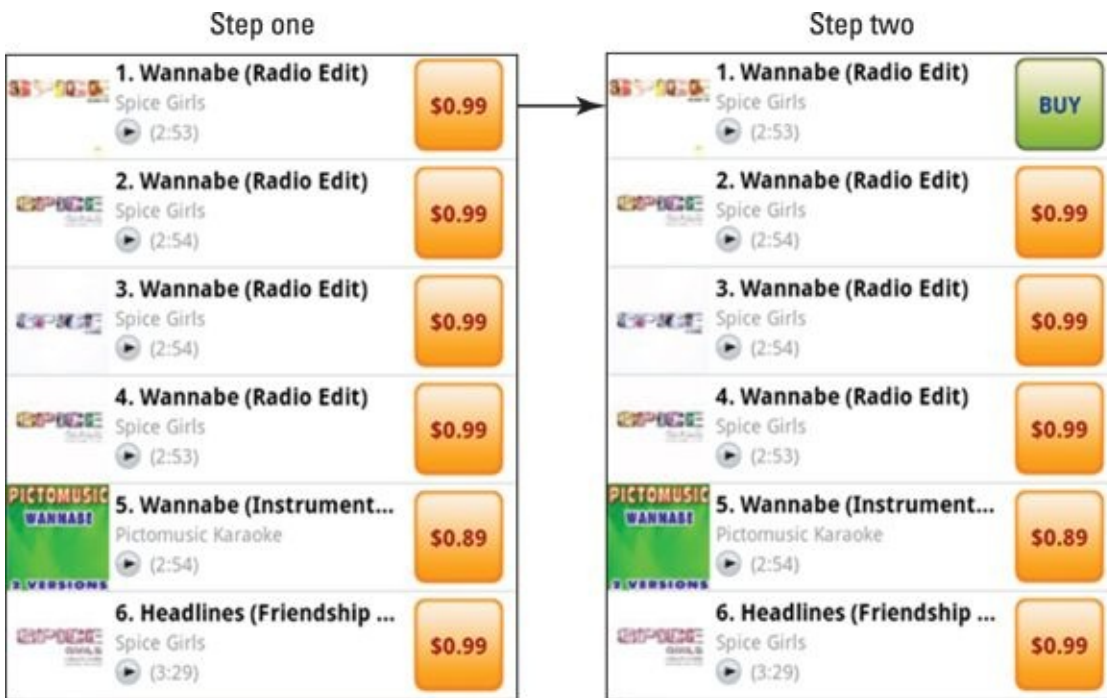 Step one
1. Wannabe (Radio Edit)
Spice Girls
(2:53)
$0.99
2. Wannabe (Radio Edit)
Spice Girls
(2:54)
$0.99
3. Wannabe (Radio Edit)
Spice Girls
(2:54)
$0.99
4. Wannabe (Radio Edit)
Spice Girls
(2:53)
$0.99
PICTOMUSIC
WANNABE
2 VERSIONS
5. Wannabe (Instrument...
Pictomusic Karaoke
(2:54)
$0.89
6. Headlines (Friendship ...
Spice Girls
(3:29)
$0.99
Step two
1. Wannabe (Radio Edit)
Spice Girls
(2:53)
BUY
2. Wannabe (Radio Edit)
Spice Girls
(2:54)
$0.99
3. Wannabe (Radio Edit)
Spice Girls
(2:54)
$0.99
4. Wannabe (Radio Edit)
Spice Girls
(2:53)
$0.99
PICTOMUSIC
WANNABE
2 VERSIONS
5. Wannabe (Instrument...
Pictomusic Karaoke
(2:54)
$0.89
6. Headlines (Friendship ...
Spice Girls
(3:29)
$0.99